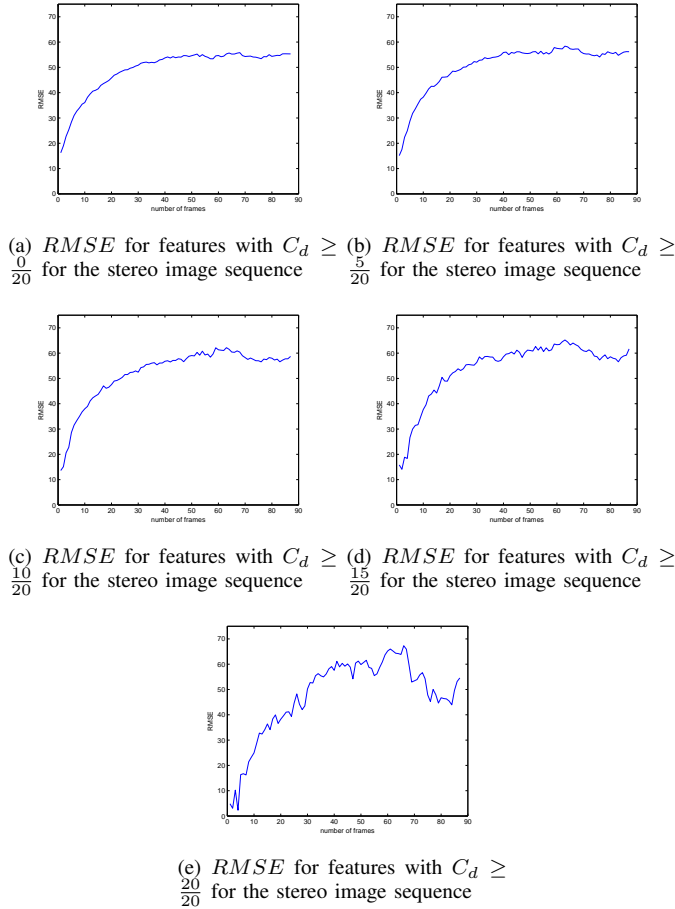 70
60
50
40
30
20
10
0
RMSE
0 10 20 30 40 50 60 70 80 90
number of frames
70
60
50
40
30
20
10
0
RMSE
0 10 20 30 40 50 60 70 80 90
number of frames
(a) RMSE for features with C_d ≥
0/20 for the stereo image sequence
(b) RMSE for features with C_d ≥
5/20 for the stereo image sequence
70
60
50
40
30
20
10
0
RMSE
0 10 20 30 40 50 60 70 80 90
number of frames
70
60
50
40
30
20
10
0
RMSE
0 10 20 30 40 50 60 70 80 90
number of frames
(c) RMSE for features with C_d ≥
10/20 for the stereo image sequence
(d) RMSE for features with C_d ≥
15/20 for the stereo image sequence
70
60
50
40
30
20
10
0
RMSE
0 10 20 30 40 50 60 70 80 90
number of frames
(e) RMSE for features with C_d ≥
20/20 for the stereo image sequence